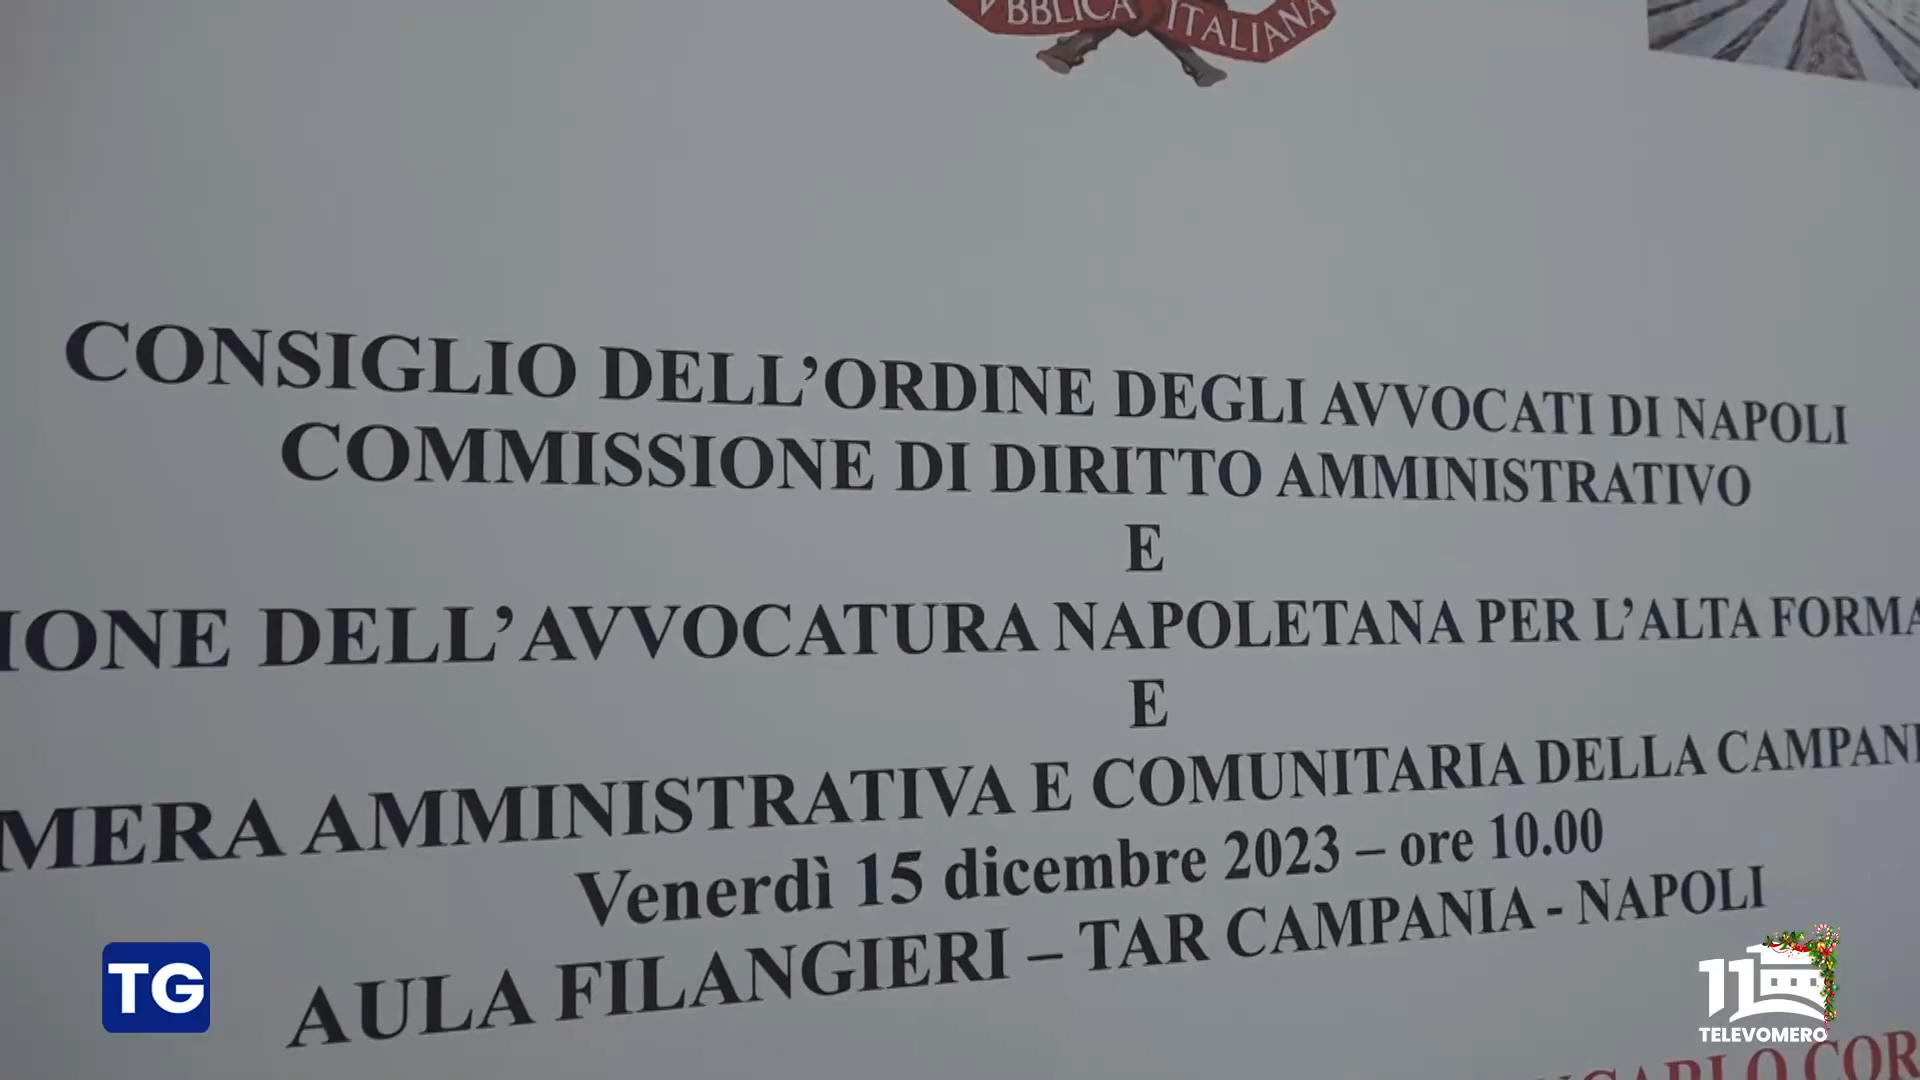 ITALIANA
CONSIGLIO DELL'ORDINE DEGLI AVVOCATI DI NAPOLI
COMMISSIONE DI DIRITTO AMMINISTRATIVO
E
IONE DELL'AVVOCATURA NAPOLETANA PER L'ALTA FORMA
E
MERA AMMINISTRATIVA E COMUNITARIA DELLA CAMPANI
Venerdì 15 dicembre 2023 – ore 10.00
AULA FILANGIERI – TAR CAMPANIA - NAPOLI
TG
11
TELEVOMERO